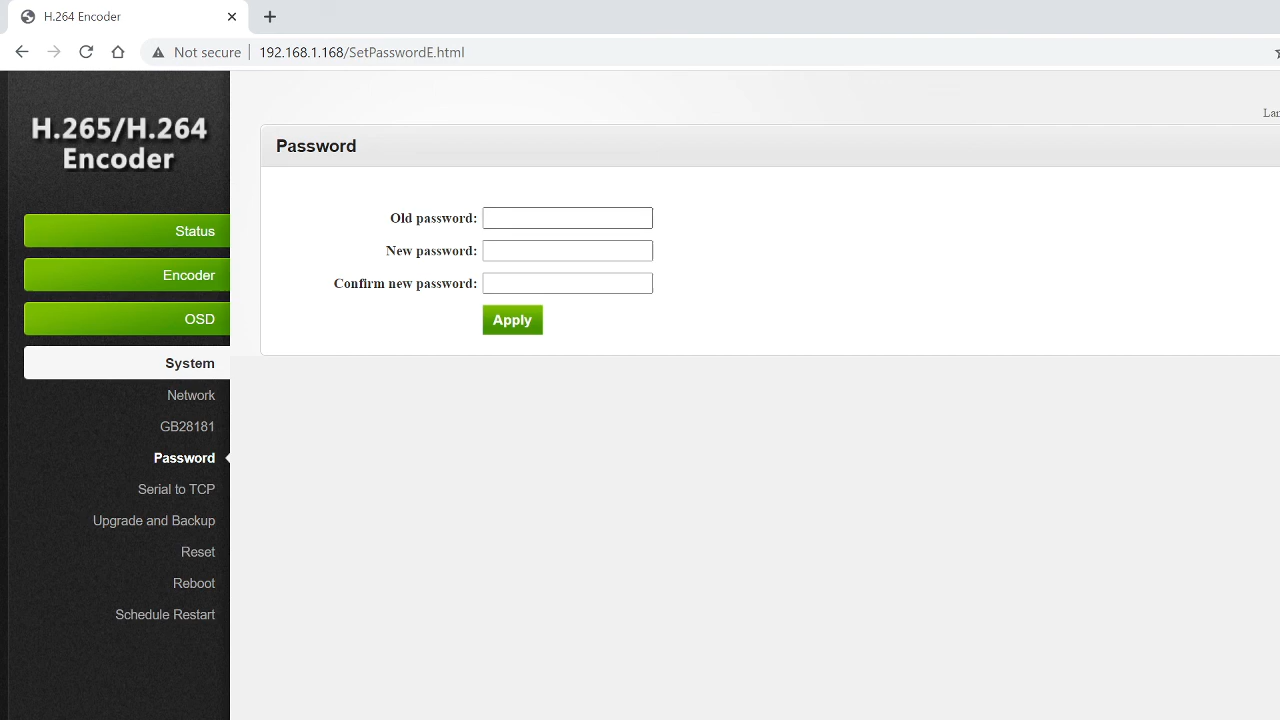 H.264 Encoder
Not secure 192.168.1.168/SetPasswordE.html
H.265/H.264
Encoder
Status
Encoder
OSD
System
Network
GB28181
Password
Serial to TCP
Upgrade and Backup
Reset
Reboot
Schedule Restart
Password
Old password:
New password:
Confirm new password:
Apply